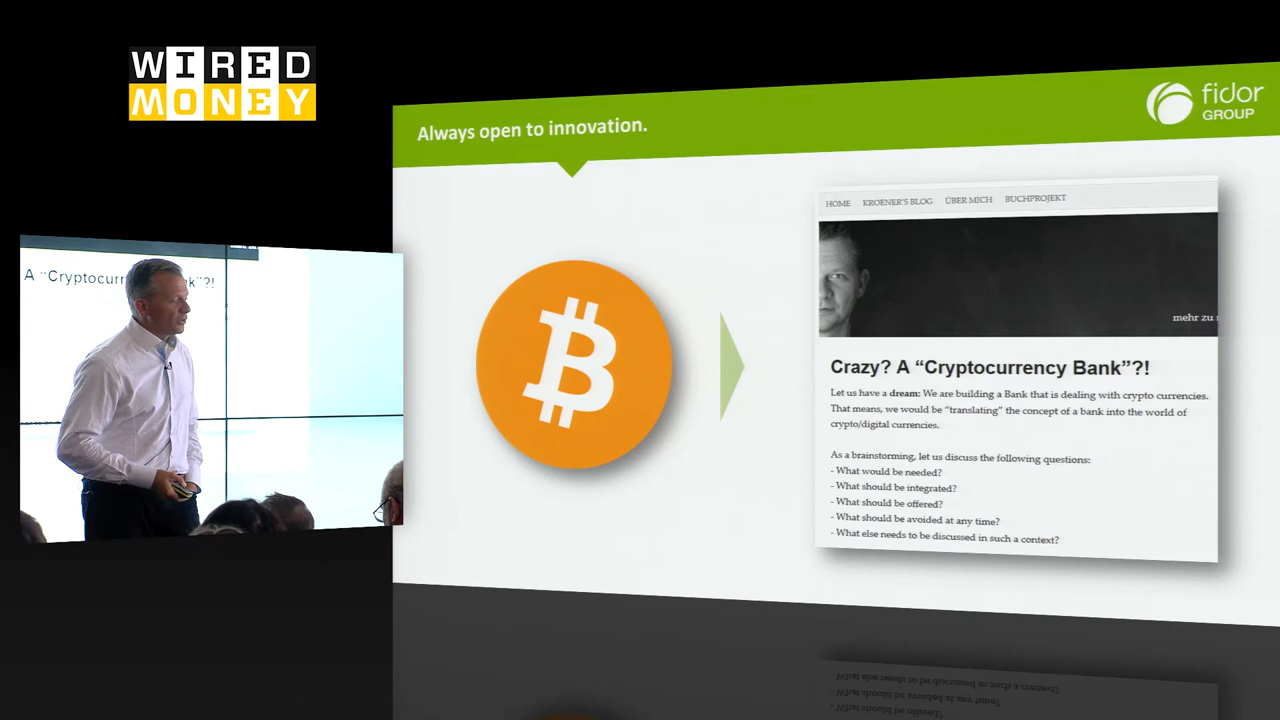 WIRED
MONEY
Always open to innovation.
fidor
GROUP
A "Cryptocurr nk"?!
HOME KROENER'S BLOG ÜBER MICH BUCHPROJEKT
mehr zu
Crazy? A “Cryptocurrency Bank”?!
Let us have a dream: We are building a Bank that is dealing with crypto currencies.
That means, we would be “translating” the concept of a bank into the world of
crypto/digital currencies.
As a brainstorming, let us discuss the following questions:
- What would be needed?
- What should be integrated?
- What should be offered?
- What should be avoided at any time?
- What else needs to be discussed in such a context?